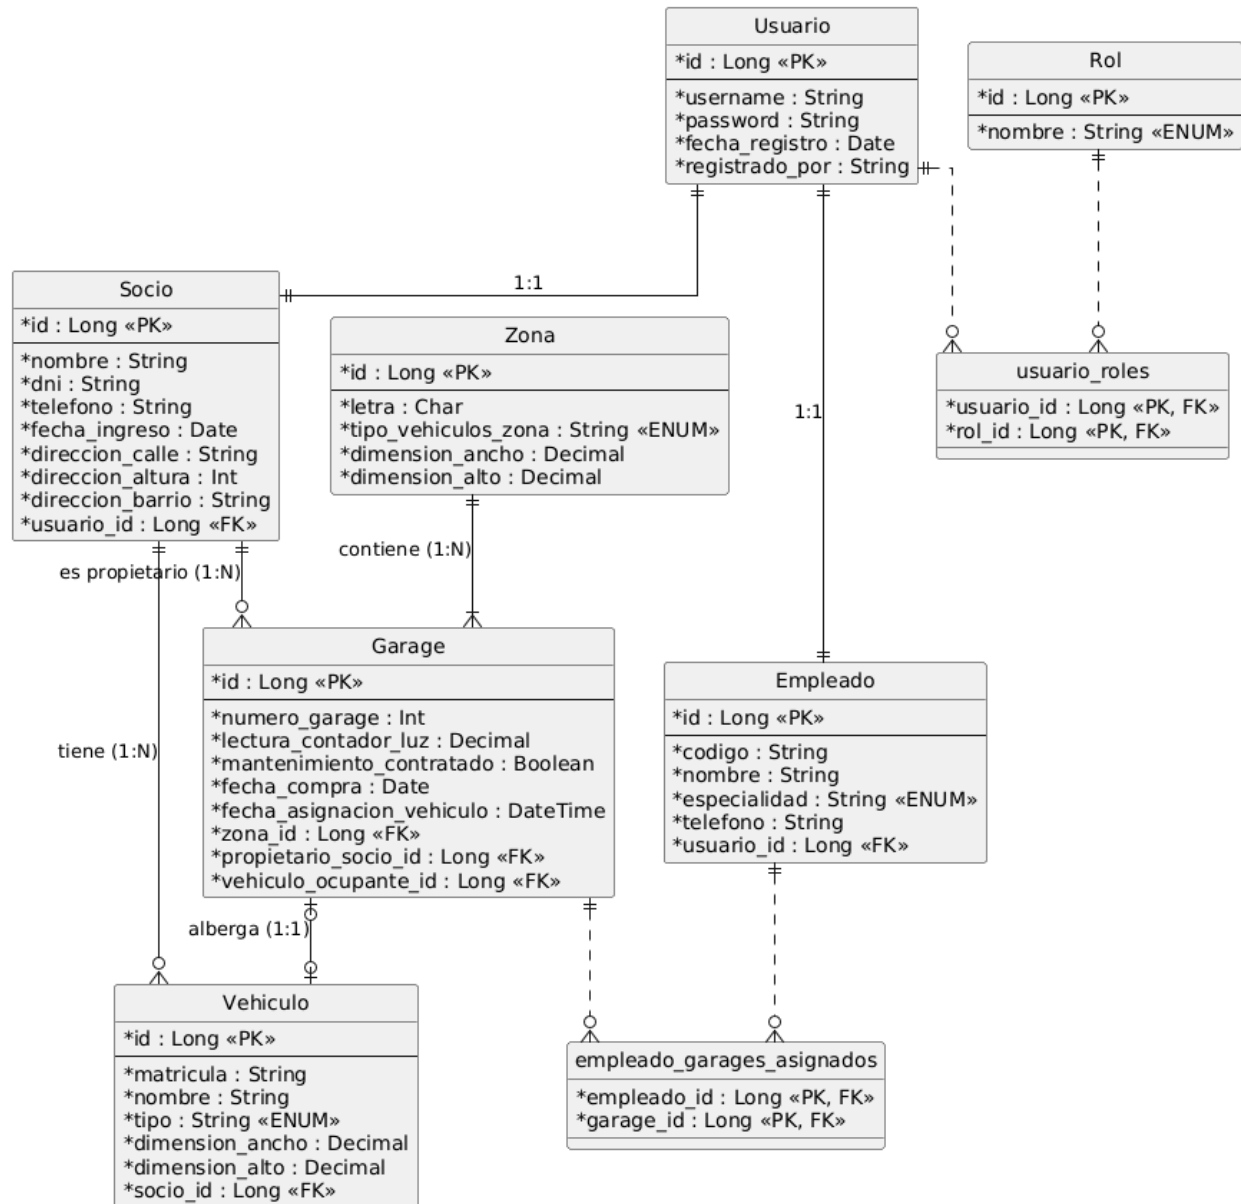 Usuario
*id : Long «PK»
*username : String
*password : String
*fecha_registro : Date
*registrado_por : String
Rol
*id : Long «PK»
*nombre : String «ENUM»
1:1
Socio
*id : Long «PK»
*nombre : String
*dni : String
*telefono : String
*fecha_ingreso : Date
*direccion_calle : String
*direccion_altura : Int
*direccion_barrio : String
*usuario_id : Long «FK»
Zona
*id : Long «PK»
*letra : Char
*tipo_vehiculos_zona : String «ENUM»
*dimension_ancho : Decimal
*dimension_alto : Decimal
1:1
usuario_roles
*usuario_id : Long «PK, FK»
*rol_id : Long «PK, FK»
contiene (1:N)
es propietario (1:N)
Garage
*id : Long «PK»
*numero_garage : Int
*lectura_contador_luz : Decimal
*mantenimiento_contratado : Boolean
*fecha_compra : Date
*fecha_asignacion_vehiculo : DateTime
*zona_id : Long «FK»
*propietario_socio_id : Long «FK»
*vehiculo_ocupante_id : Long «FK»
Empleado
*id : Long «PK»
*codigo : String
*nombre : String
*especialidad : String «ENUM»
*telefono : String
*usuario_id : Long «FK»
tiene (1:N)
alberga (1:1)
Vehiculo
*id : Long «PK»
*matricula : String
*nombre : String
*tipo : String «ENUM»
*dimension_ancho : Decimal
*dimension_alto : Decimal
*socio_id : Long «FK»
empleado_garages_asignados
*empleado_id : Long «PK, FK»
*garage_id : Long «PK, FK»